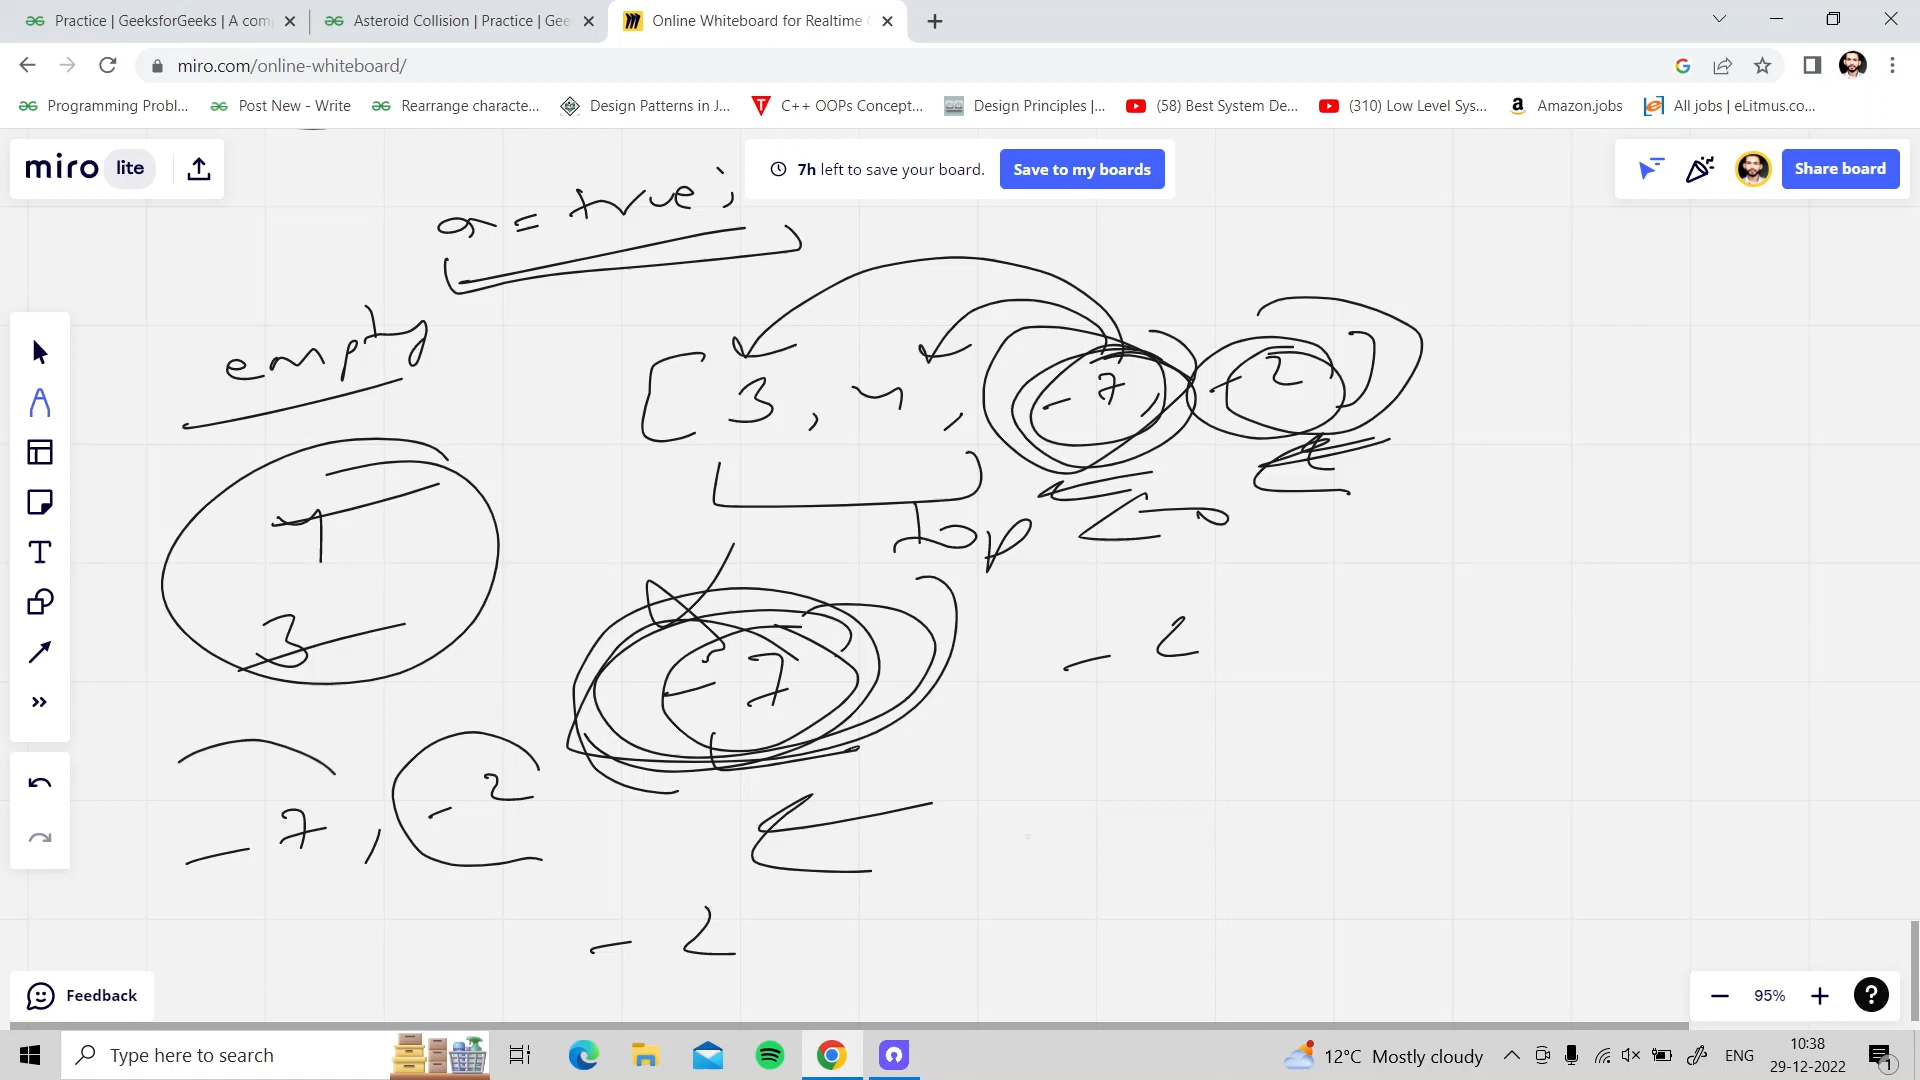 Practice | GeeksforGeeks | A com
Asteroid Collision | Practice | Gee
Online Whiteboard for Realtime C
miro.com/online-whiteboard/
Programming Probl...
Post New - Write
Rearrange characte...
Design Patterns in J...
C++ OOPs Concept...
Design Principles |...
(58) Best System De...
(310) Low Level Sys...
Amazon.jobs
All jobs | eLitmus.co...
miro lite
7h left to save your board.
Save to my boards
Share board
= true;
empty
[ 3, 4, -7, -2]
4
top < 0
3
-7
-2
-7, -2
-2
Feedback
95%
Type here to search
12°C Mostly cloudy
ENG
10:38
29-12-2022
1